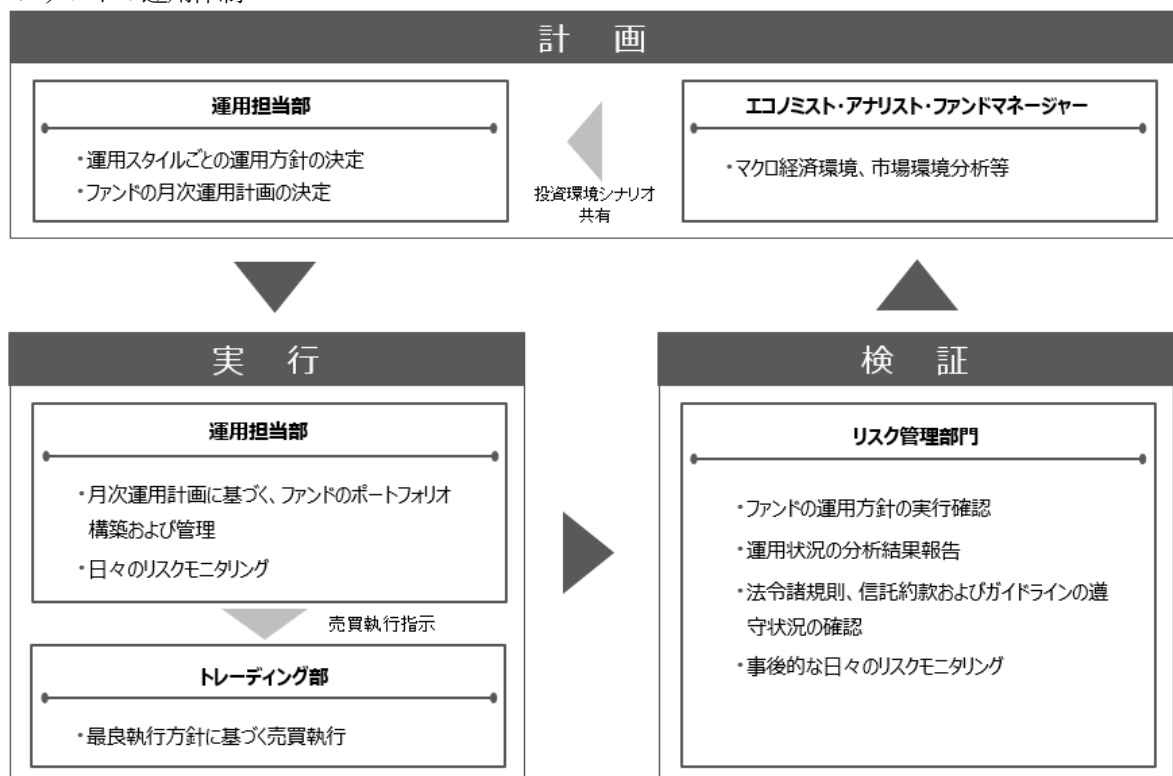 計 画
運用担当部
・運用スタイルごとの運用方針の決定
・ファンドの月次運用計画の決定
投資環境シナリオ
共有
エコノミスト・アナリスト・ファンドマネージャー
・マクロ経済環境、市場環境分析等
実 行
運用担当部
・月次運用計画に基づく、ファンドのポートフォリオ
構築および管理
・日々のリスクモニタリング
売買執行指示
トレーディング部
・最良執行方針に基づく売買執行
検 証
リスク管理部門
・ファンドの運用方針の実行確認
・運用状況の分析結果報告
・法令諸規則、信託約款およびガイドラインの遵
守状況の確認
・事後的な日々のリスクモニタリング